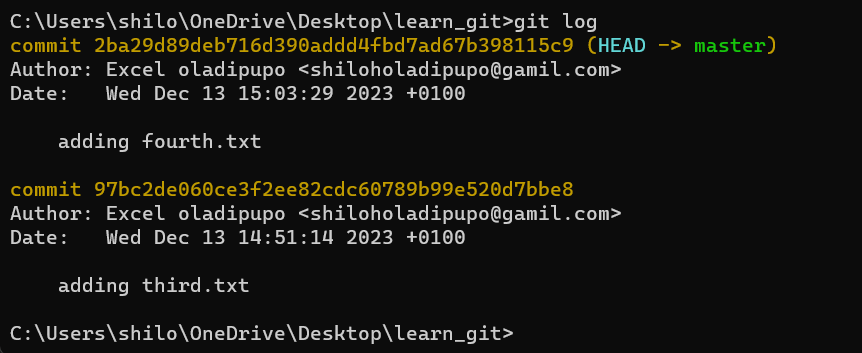 C:\Users\shilo\OneDrive\Desktop\learn_git>git log
commit 2ba29d89deb716d390addd4fbd7ad67b398115c9 (HEAD -> master)
Author: Excel oladipupo <shiloholadipupo@gamil.com>
Date:   Wed Dec 13 15:03:29 2023 +0100
    adding fourth.txt
commit 97bc2de060ce3f2ee82cdc60789b99e520d7bbe8
Author: Excel oladipupo <shiloholadipupo@gamil.com>
Date:   Wed Dec 13 14:51:14 2023 +0100
    adding third.txt
C:\Users\shilo\OneDrive\Desktop\learn_git>